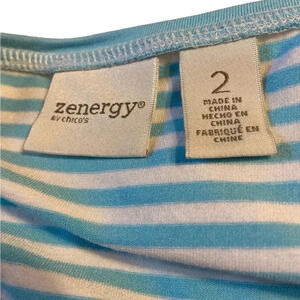 zenergy®
BY CHICO'S
2
MADE IN
CHINA
HECHO EN
CHINA
FABRIQUÉ EN
CHINE